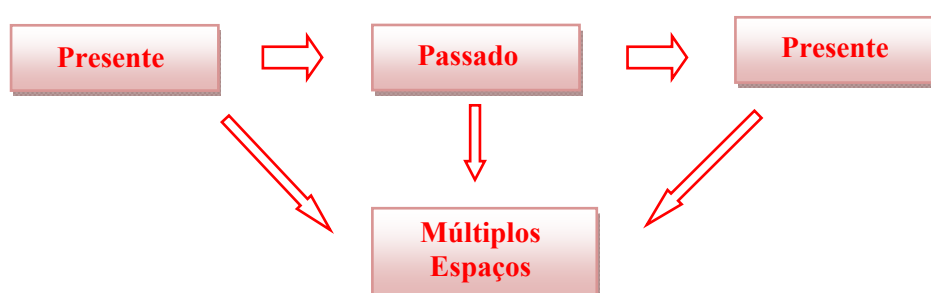 Presente
Passado
Presente
Múltiplos
Espaços